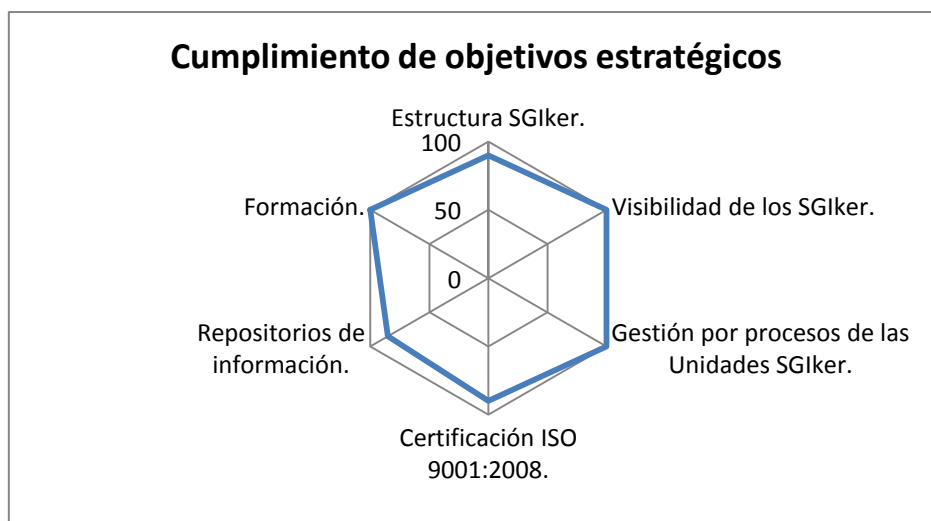 Cumplimiento de objetivos estratégicos
Estructura SGIker.
100
Formación.
50
Visibilidad de los SGIker.
0
Repositorios de
información.
Gestión por procesos de las
Unidades SGIker.
Certificación ISO
9001:2008.